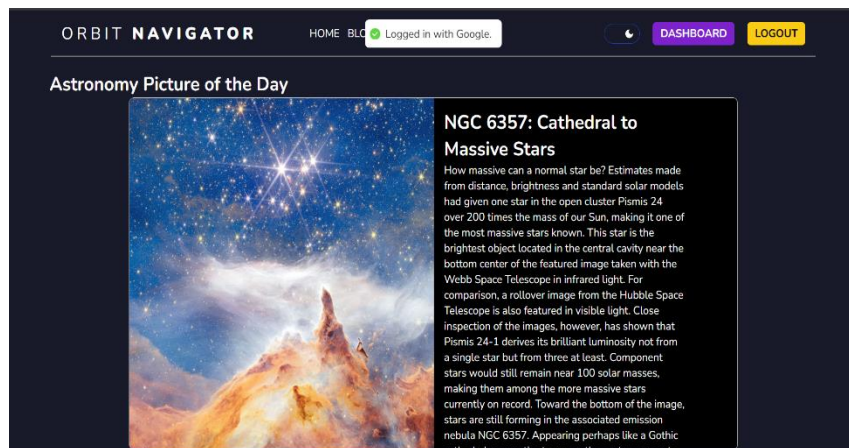 ORBIT NAVIGATOR
HOME BLO
Logged in with Google.
DASHBOARD
LOGOUT
Astronomy Picture of the Day
NGC 6357: Cathedral to
Massive Stars
How massive can a normal star be? Estimates made
from distance, brightness and standard solar models
had given one star in the open cluster Pismis 24
over 200 times the mass of our Sun, making it one of
the most massive stars known. This star is the
brightest object located in the central cavity near the
bottom center of the featured image taken with the
Webb Space Telescope in infrared light. For
comparison, a rollover image from the Hubble Space
Telescope is also featured in visible light. Close
inspection of the images, however, has shown that
Pismis 24-1 derives its brilliant luminosity not from
a single star but from three at least. Component
stars would still remain near 100 solar masses,
making them among the more massive stars
currently on record. Toward the bottom of the image,
stars are still forming in the associated emission
nebula NGC 6357. Appearing perhaps like a Gothic